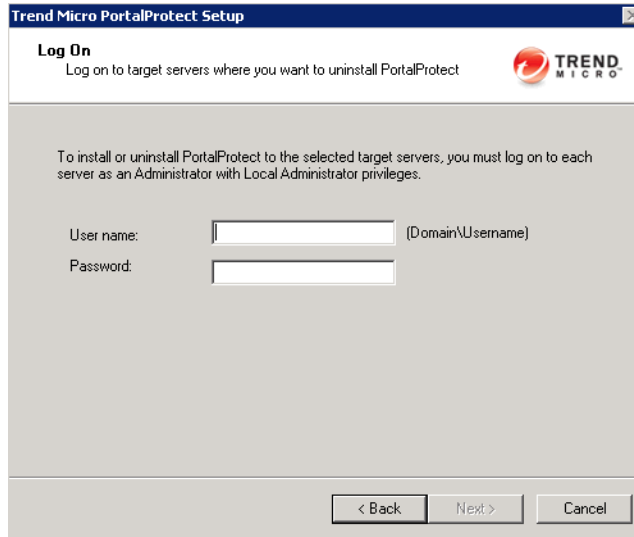 Trend Micro PortalProtect Setup
Log On
Log on to target servers where you want to uninstall PortalProtect
TREND
MICRO
To install or uninstall PortalProtect to the selected target servers, you must log on to each
server as an Administrator with Local Administrator privileges.
User name: (Domain\Username)
Password:
< Back Next > Cancel